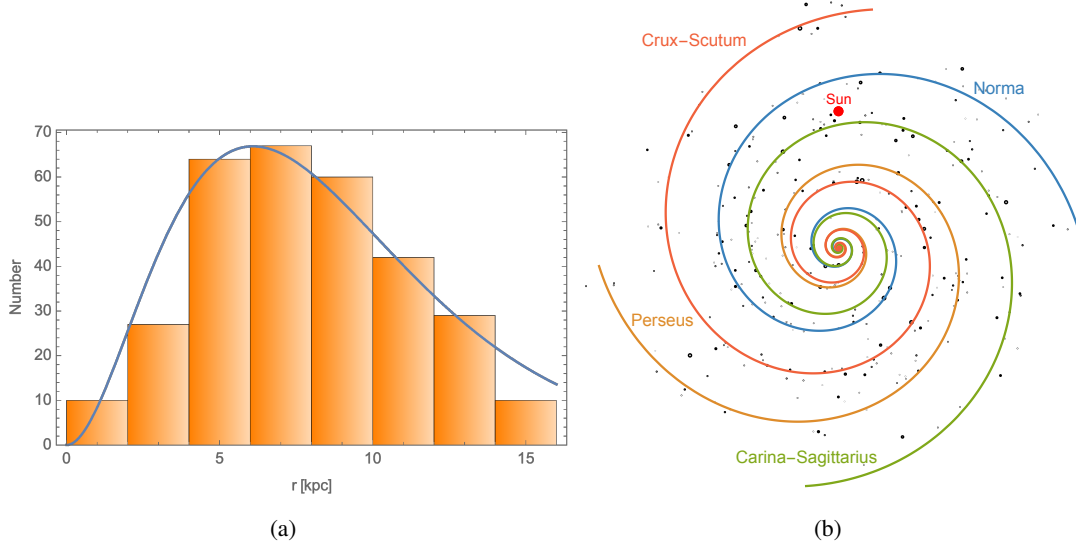 70
60
50
40
30
20
10
0
Number
0 5 10 15
r [kpc]
(a)
Crux−Scutum
Norma
Sun
Perseus
Carina−Sagittarius
(b)